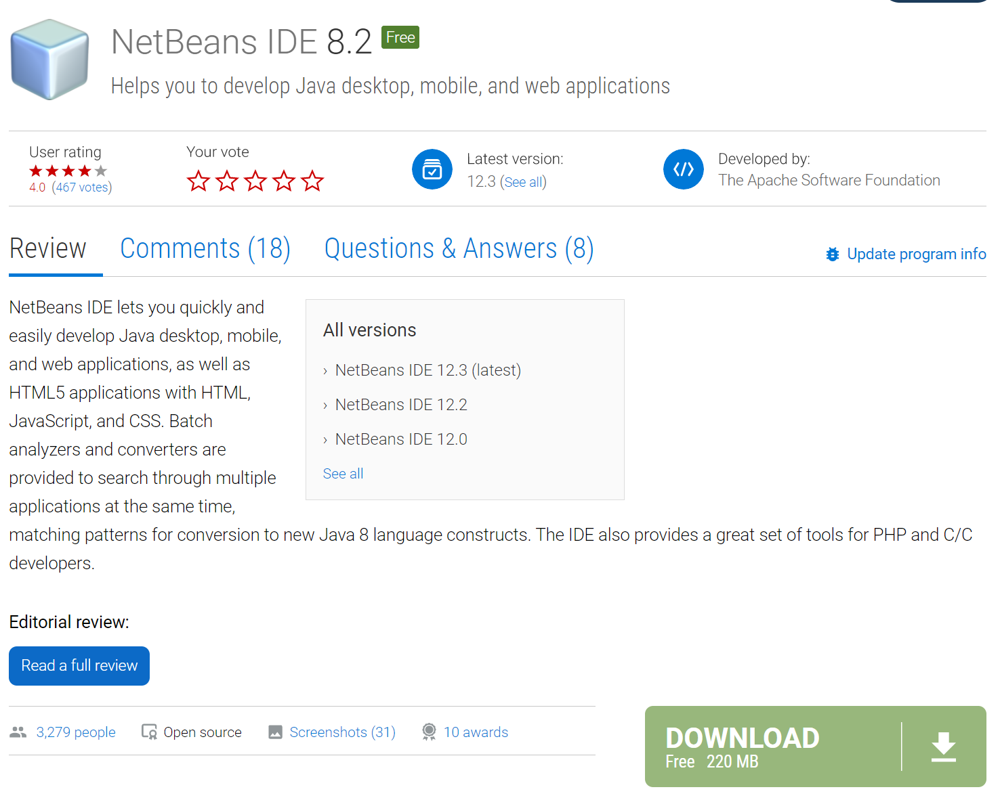 NetBeans IDE 8.2 Free
Helps you to develop Java desktop, mobile, and web applications
User rating
4.0 (467 votes)
Your vote
Latest version:
12.3 (See all)
Developed by:
The Apache Software Foundation
Review Comments (18) Questions & Answers (8) Update program info
NetBeans IDE lets you quickly and
easily develop Java desktop, mobile,
and web applications, as well as
HTML5 applications with HTML,
JavaScript, and CSS. Batch
analyzers and converters are
provided to search through multiple
applications at the same time,
matching patterns for conversion to new Java 8 language constructs. The IDE also provides a great set of tools for PHP and C/C
developers.
All versions
› NetBeans IDE 12.3 (latest)
› NetBeans IDE 12.2
› NetBeans IDE 12.0
See all
Editorial review:
Read a full review
3,279 people Open source Screenshots (31) 10 awards
DOWNLOAD
Free 220 MB